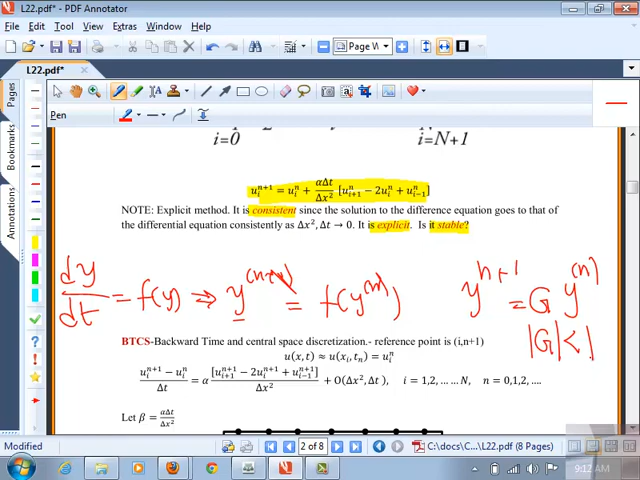 L22.pdf* - PDF Annotator
File Edit Tool View Extras Window Help
Page W
L22.pdf*
Pen
Pages
Bookmarks
Annotations
i=0
i=N+1
u_i^{n+1} = u_i^n + αΔt/Δx² [u_{i+1}^n − 2u_i^n + u_{i−1}^n]
NOTE: Explicit method. It is consistent since the solution to the difference equation goes to that of
the differential equation consistently as Δx², Δt → 0. It is explicit. Is it stable?
dy/dt = f(y) ⇒ y^(n+1) = f(y^(n)) y^{n+1} = G y^(n)
|G| < 1
BTCS- Backward Time and central space discretization.- reference point is (i,n+1)
u(x,t) ≈ u(x_i, t_n) = u_i^n
(u_i^{n+1} − u_i^n)/Δt = α [u_{i+1}^{n+1} − 2u_i^{n+1} + u_{i−1}^{n+1}]/Δx² + O(Δx², Δt), i = 1,2, …… N, n = 0,1,2, ….
Let β = αΔt/Δx²
Modified
2 of 8
C:\docs\C...\L22.pdf (8 Pages)
9:12 AM